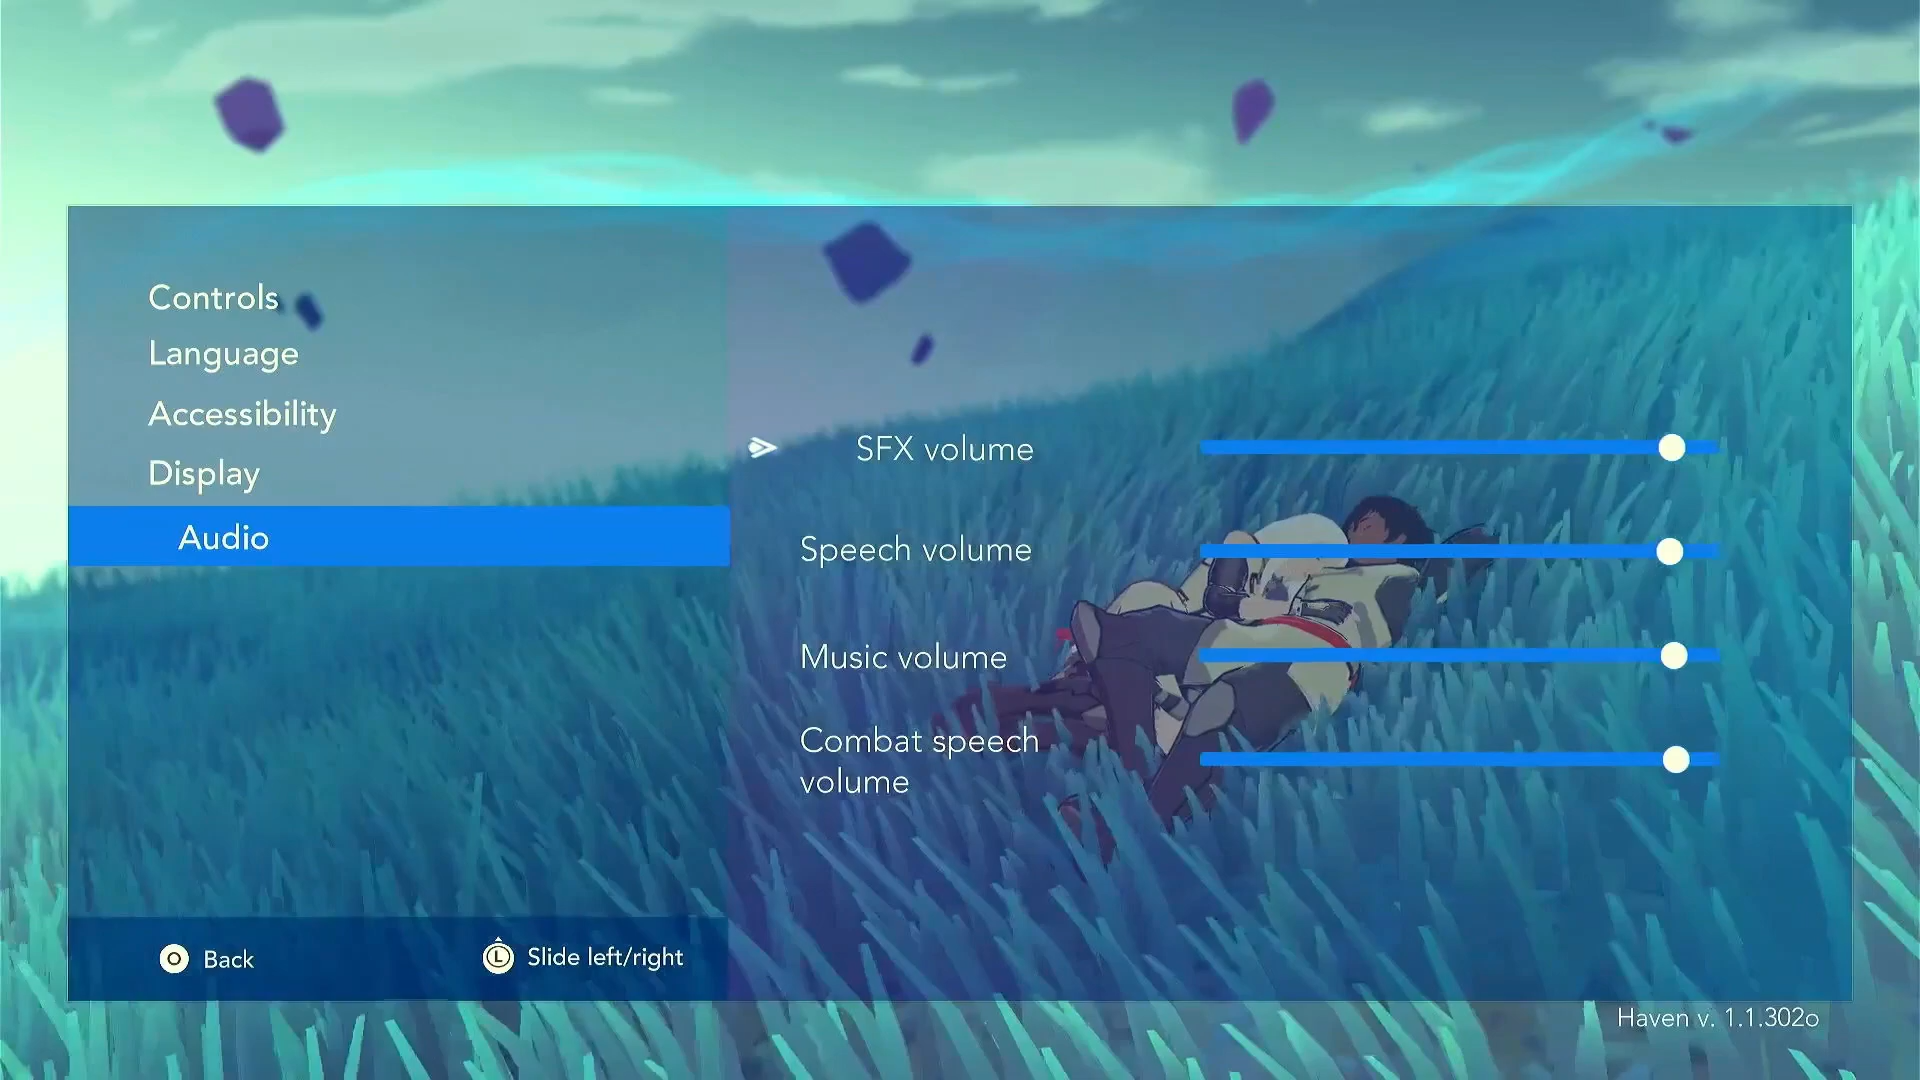 Controls
Language
Accessibility
Display
Audio
SFX volume
Speech volume
Music volume
Combat speech
volume
Back
L Slide left/right
Haven v. 1.1.302o